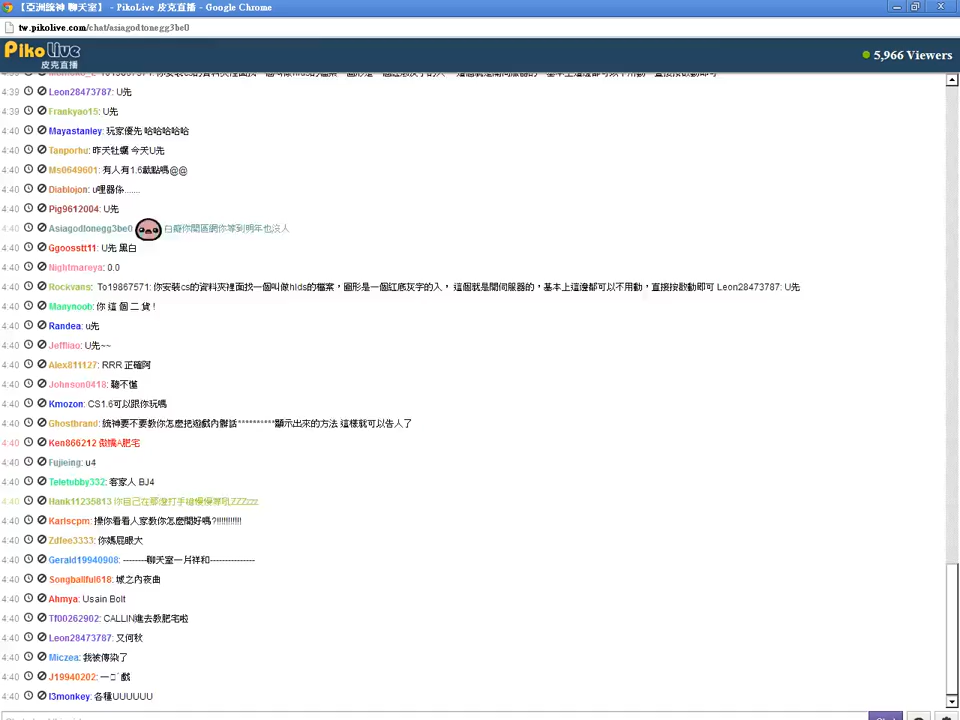 【亞洲統神 聊天室】 - PikoLive 皮克直播 - Google Chrome
tw.pikolive.com/chat/asiagodtonegg3be0
PikoLive
皮克直播
5,966 Viewers
4:39 Leon28473787: U先
4:39 Frankyao15: U先
4:40 Mayastanley: 玩家優先 哈哈哈哈哈
4:40 Tanporhu: 昨天牡蠣 今天U先
4:40 Ms0649601: 有人有1.6載點嗎@@
4:40 Diablojon: u哩器係.......
4:40 Pig9612004: U先
4:40 Asiagodtonegg3be0 白癡你開區網你等到明年也沒人
4:40 Ggoosstt11: U先 黑白
4:40 Nightmareya: 0.0
4:40 Rockvans: To19867571: 你安裝cs的資料夾裡面找一個叫做hlds的檔案，圖形是一個紅底灰字的入， 這個就是開伺服器的，基本上這邊都可以不用動，直接按啟動即可 Leon28473787: U先
4:40 Manynoob: 你 這 個 二 貨 !
4:40 Randea: u先
4:40 Jeffliao: U先~~
4:40 Alex811127: RRR 正確阿
4:40 Johnson0418: 聽不懂
4:40 Kmozon: CS1.6可以跟你玩嗎
4:40 Ghosthrand: 統神要不要教你怎麼把遊戲內髒話**********顯示出來的方法 這樣就可以告人了
4:40 Ken866212 傲嬌A肥宅
4:40 Fujieing: u4
4:40 Teletubby332: 客家人 BJ4
4:40 Hank11235813 你自己在那邊打手槍慢慢嘶吼ZZZzzz
4:40 Karlscpm: 操你看看人家教你怎麼開好嗎?!!!!!!!!!!!
4:40 Zdfee3333: 你媽屁眼大
4:40 Gerald19940908: --------聊天室一片祥和---------------
4:40 Songballful618: 城之內夜曲
4:40 Ahmya: Usain Bolt
4:40 Tf00262902: CALLIN進去教肥宅啦
4:40 Leon28473787: 又何秋
4:40 Miczea: 我被傳染了
4:40 J19940202: 戲
4:40 l3monkey: 各種UUUUUU